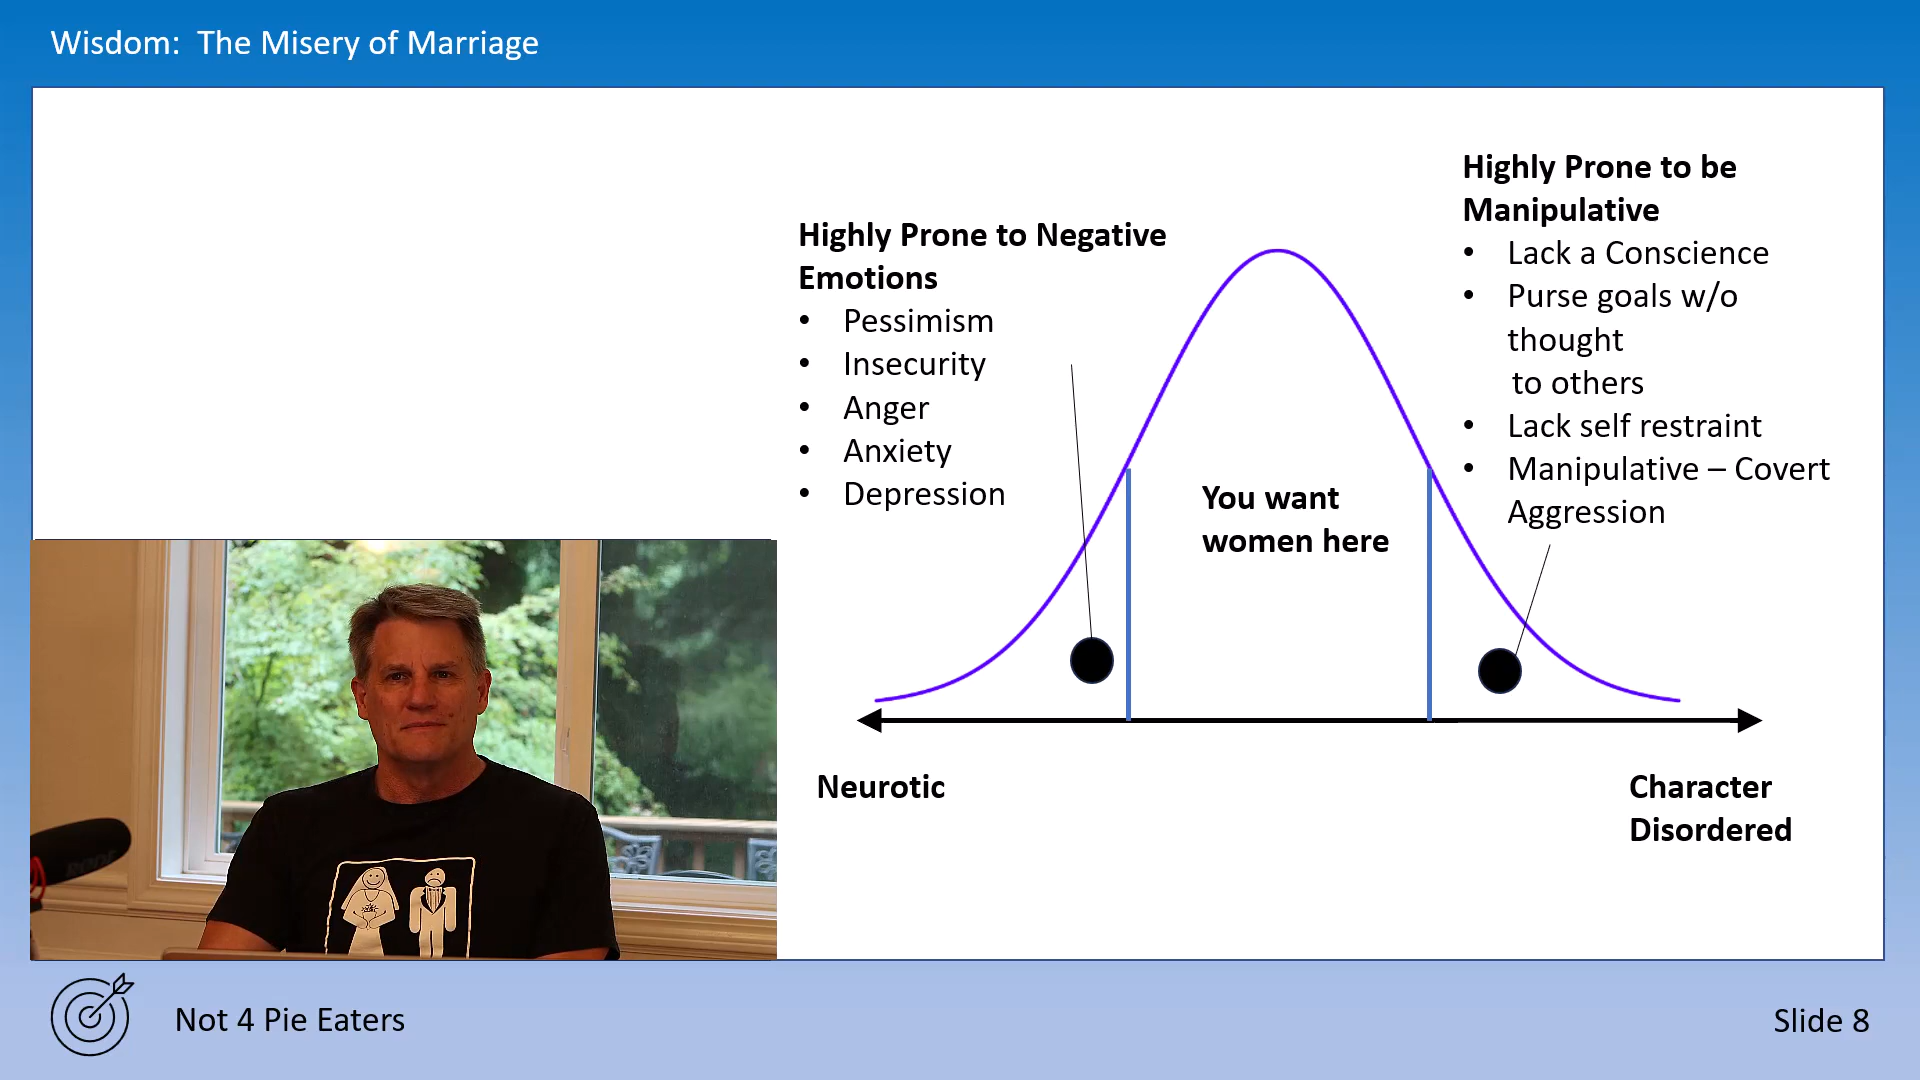 Wisdom:  The Misery of Marriage
Highly Prone to Negative
Emotions
• Pessimism
• Insecurity
• Anger
• Anxiety
• Depression
You want
women here
Highly Prone to be
Manipulative
• Lack a Conscience
• Purse goals w/o
thought
to others
• Lack self restraint
• Manipulative – Covert
Aggression
Neurotic
Character
Disordered
RODE
Not 4 Pie Eaters
Slide 8